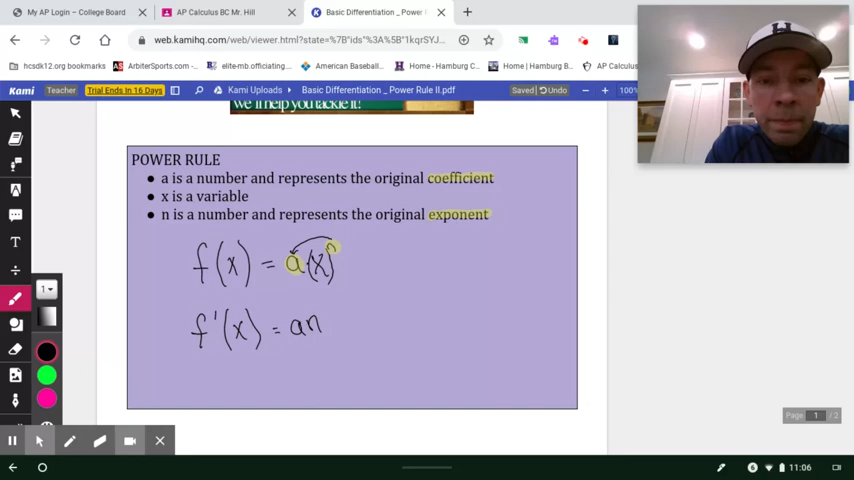 My AP Login – College Board
AP Calculus BC Mr. Hill
Basic Differentiation _ Power
web.kamihq.com/web/viewer.html?state=%7B"ids"%3A%5B"1kqrSYJ...
hcsdk12.org bookmarks
ArbiterSports.com
elite-mb.officiating...
American Baseball...
Home - Hamburg C...
Home | Hamburg Ce...
AP Calculus
Kami
Teacher
Trial Ends In 16 Days
Kami Uploads
Basic Differentiation _ Power Rule II.pdf
Saved
Undo
100%
We'll help you tackle it!
POWER RULE
● a is a number and represents the original coefficient
● x is a variable
● n is a number and represents the original exponent
f(x) = a(x)ⁿ
f'(x) = an
1
Page 1 / 2
6
11:06
H